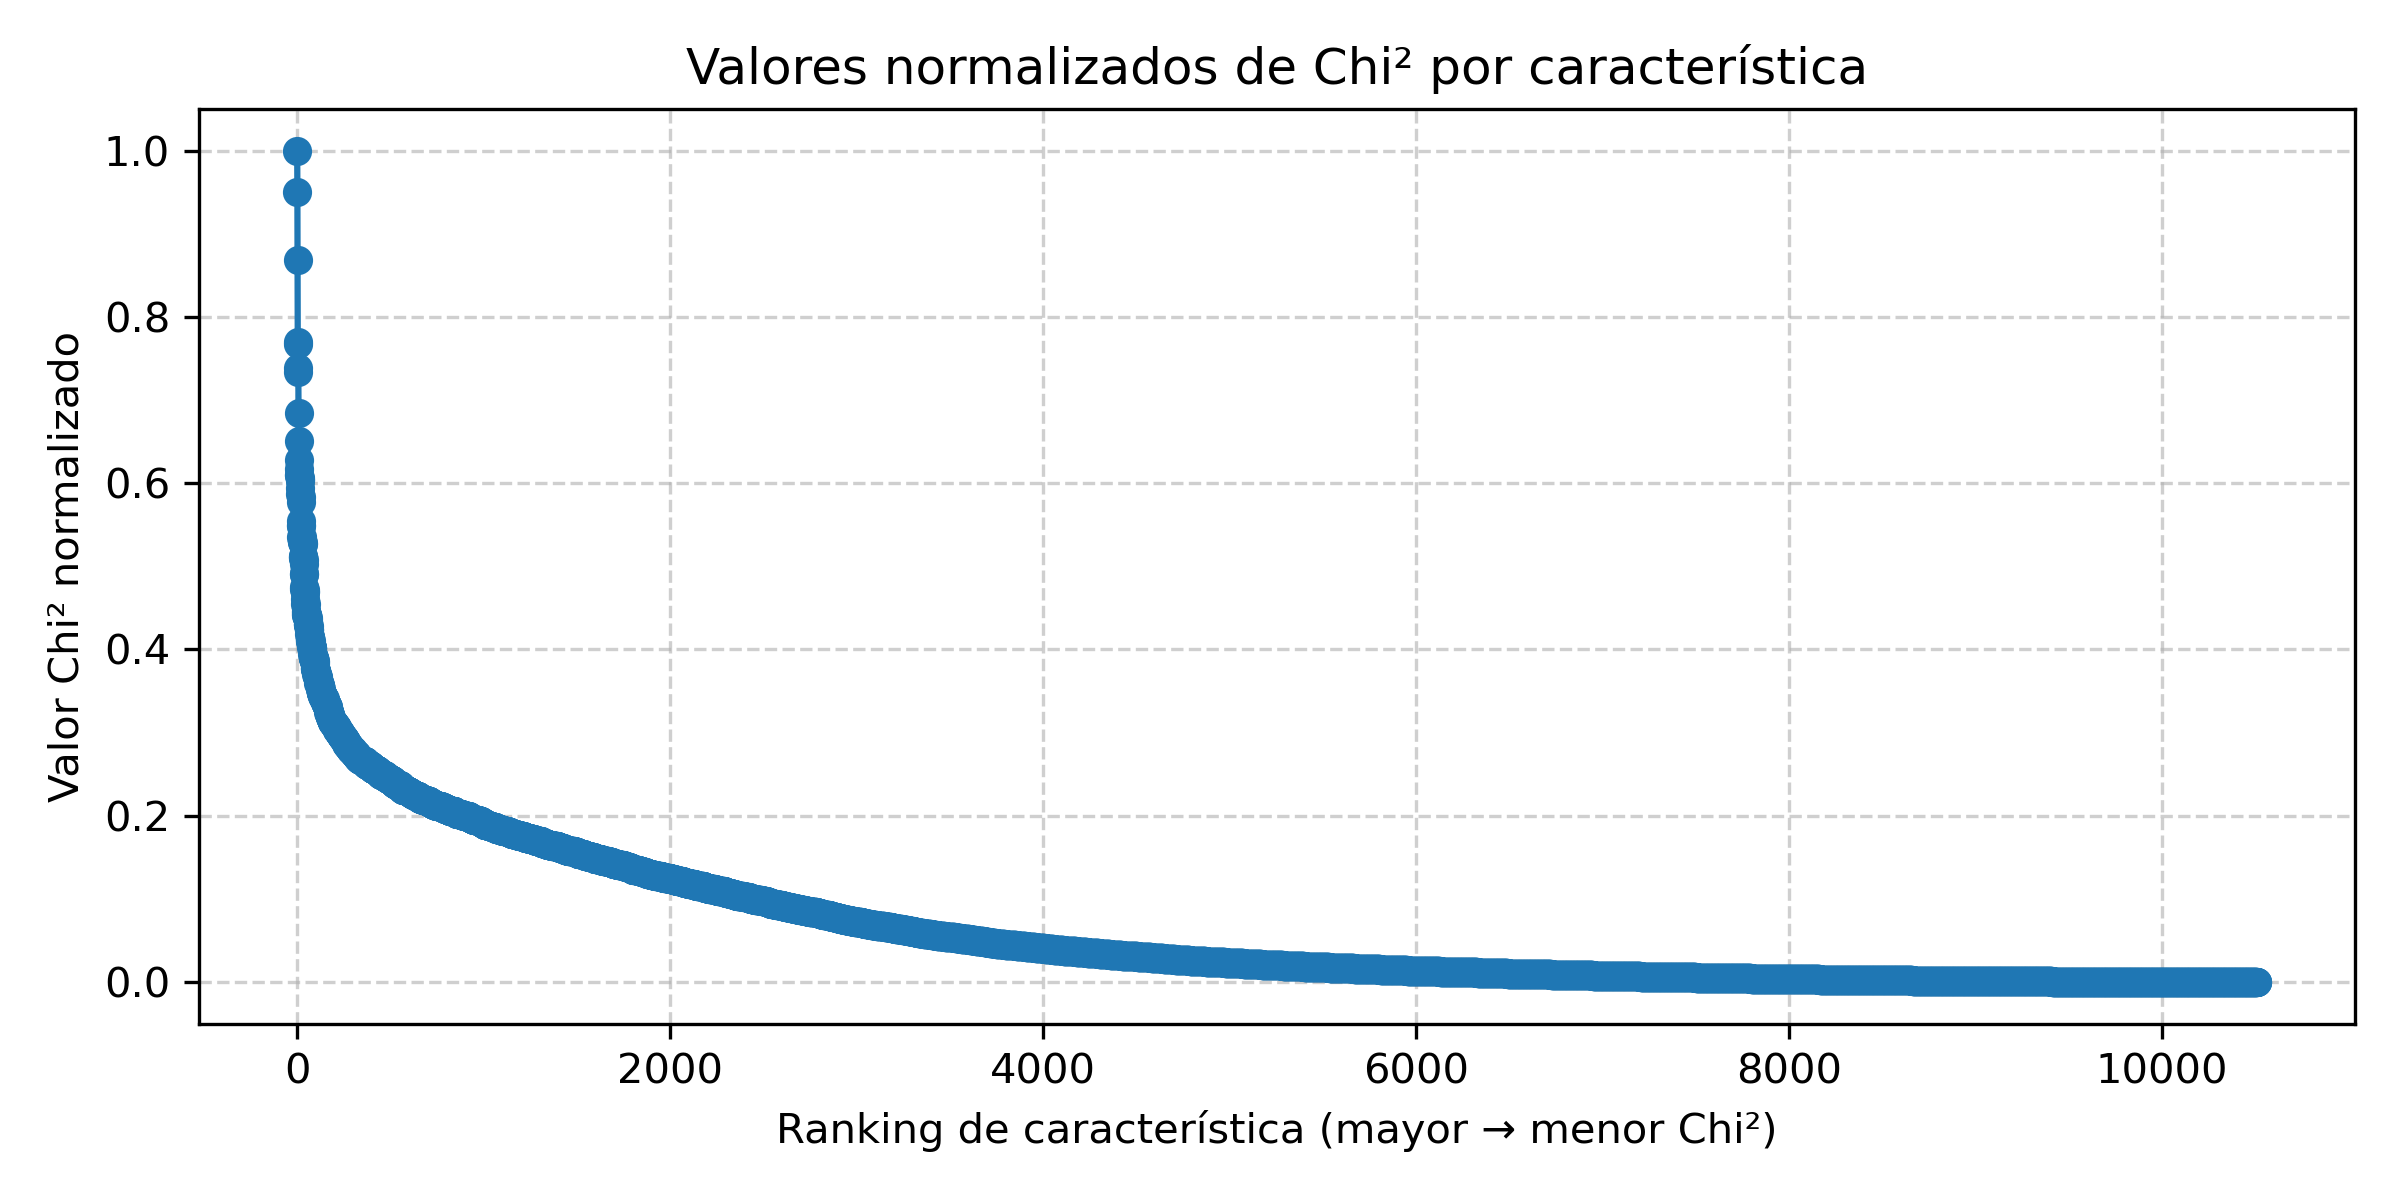 Valores normalizados de Chi² por característica
Valor Chi² normalizado
1.0
0.8
0.6
0.4
0.2
0.0
0 2000 4000 6000 8000 10000
Ranking de característica (mayor → menor Chi²)